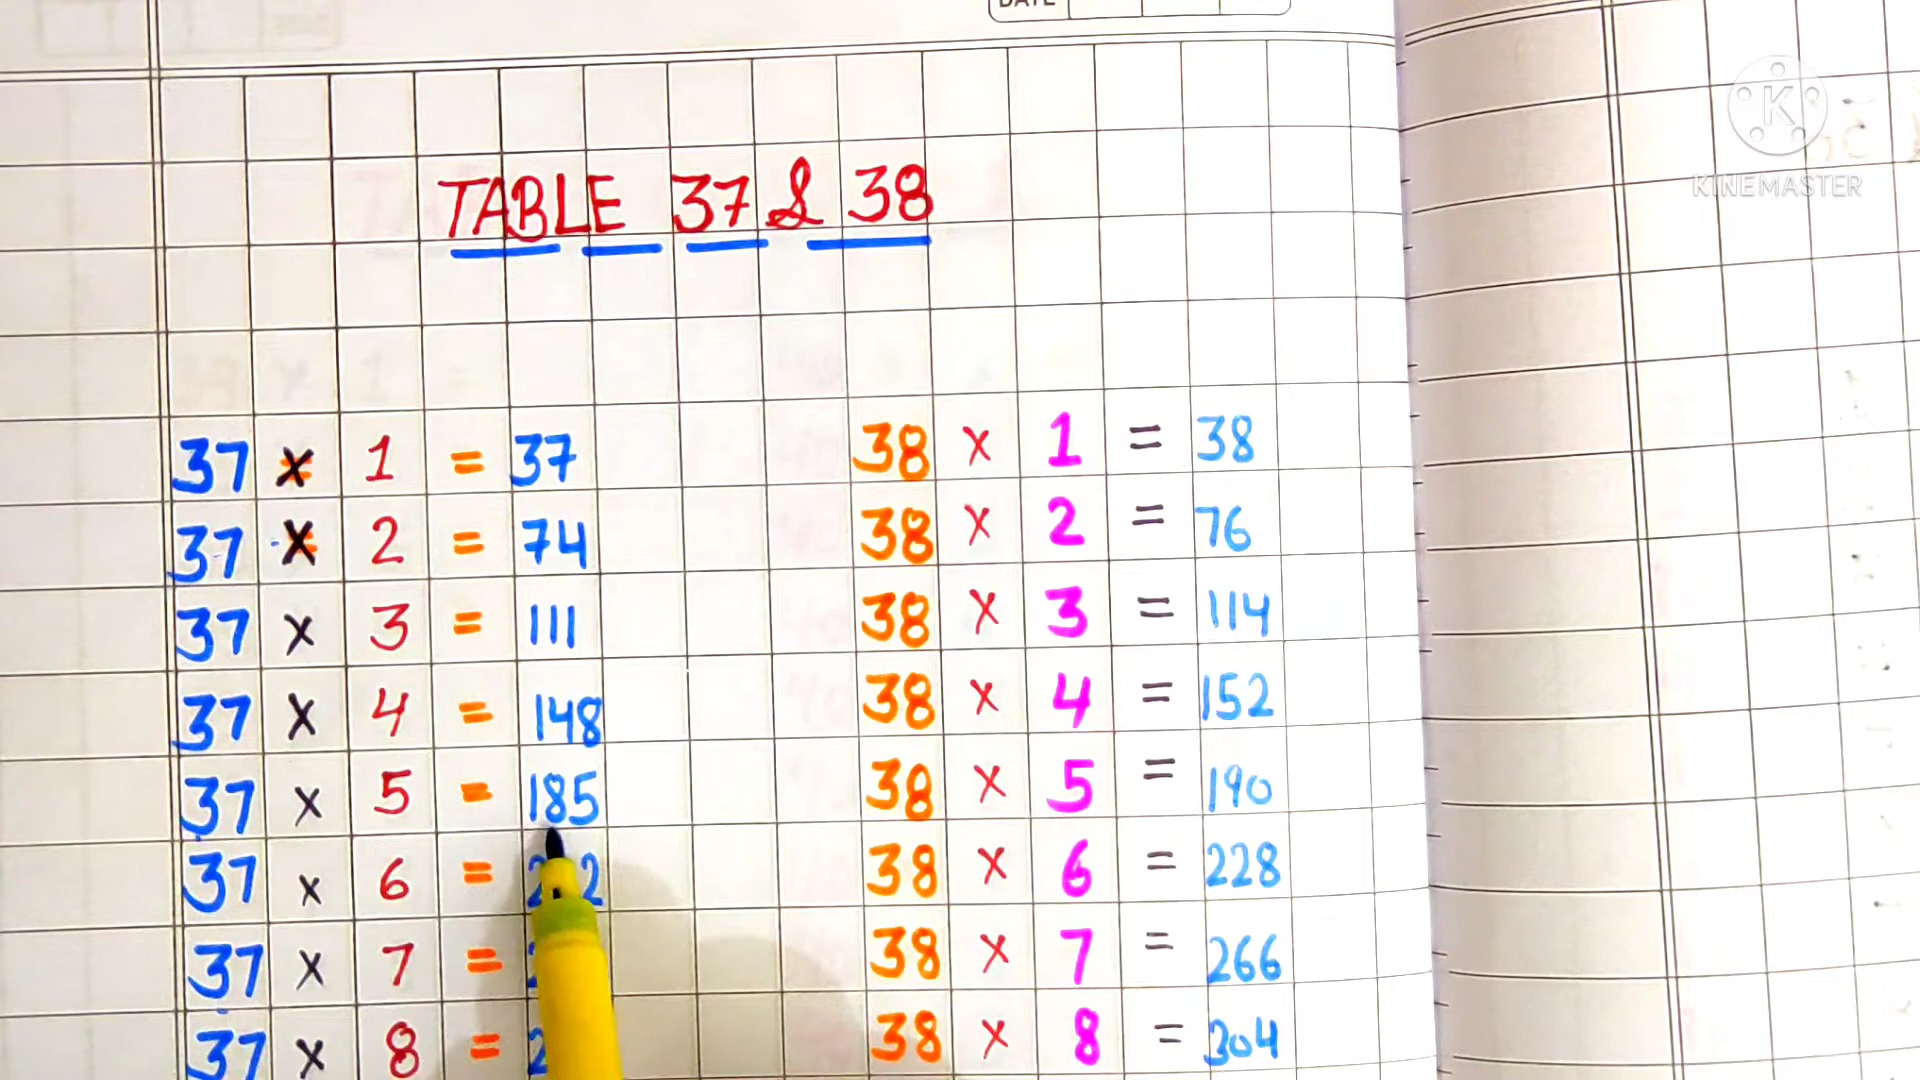 DATE
KINEMASTER
TABLE 37 & 38
37 × 1 = 37
37 × 2 = 74
37 × 3 = 111
37 × 4 = 148
37 × 5 = 185
37 × 6 =
37 × 7 =
37 × 8 =
38 × 1 = 38
38 × 2 = 76
38 × 3 = 114
38 × 4 = 152
38 × 5 = 190
38 × 6 = 228
38 × 7 = 266
38 × 8 = 304